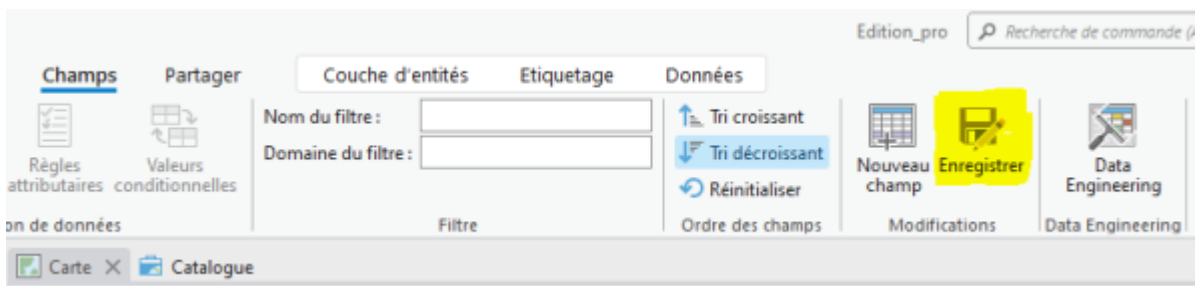 Edition_pro
Recherche de commande (
Champs Partager Couche d'entités Etiquetage Données
Règles attributaires
Valeurs conditionnelles
Nom du filtre :
Domaine du filtre :
Filtre
Tri croissant
Tri décroissant
Réinitialiser
Ordre des champs
Nouveau champ
Enregistrer
Modifications
Data Engineering
Data Engineering
on de données
Carte
Catalogue